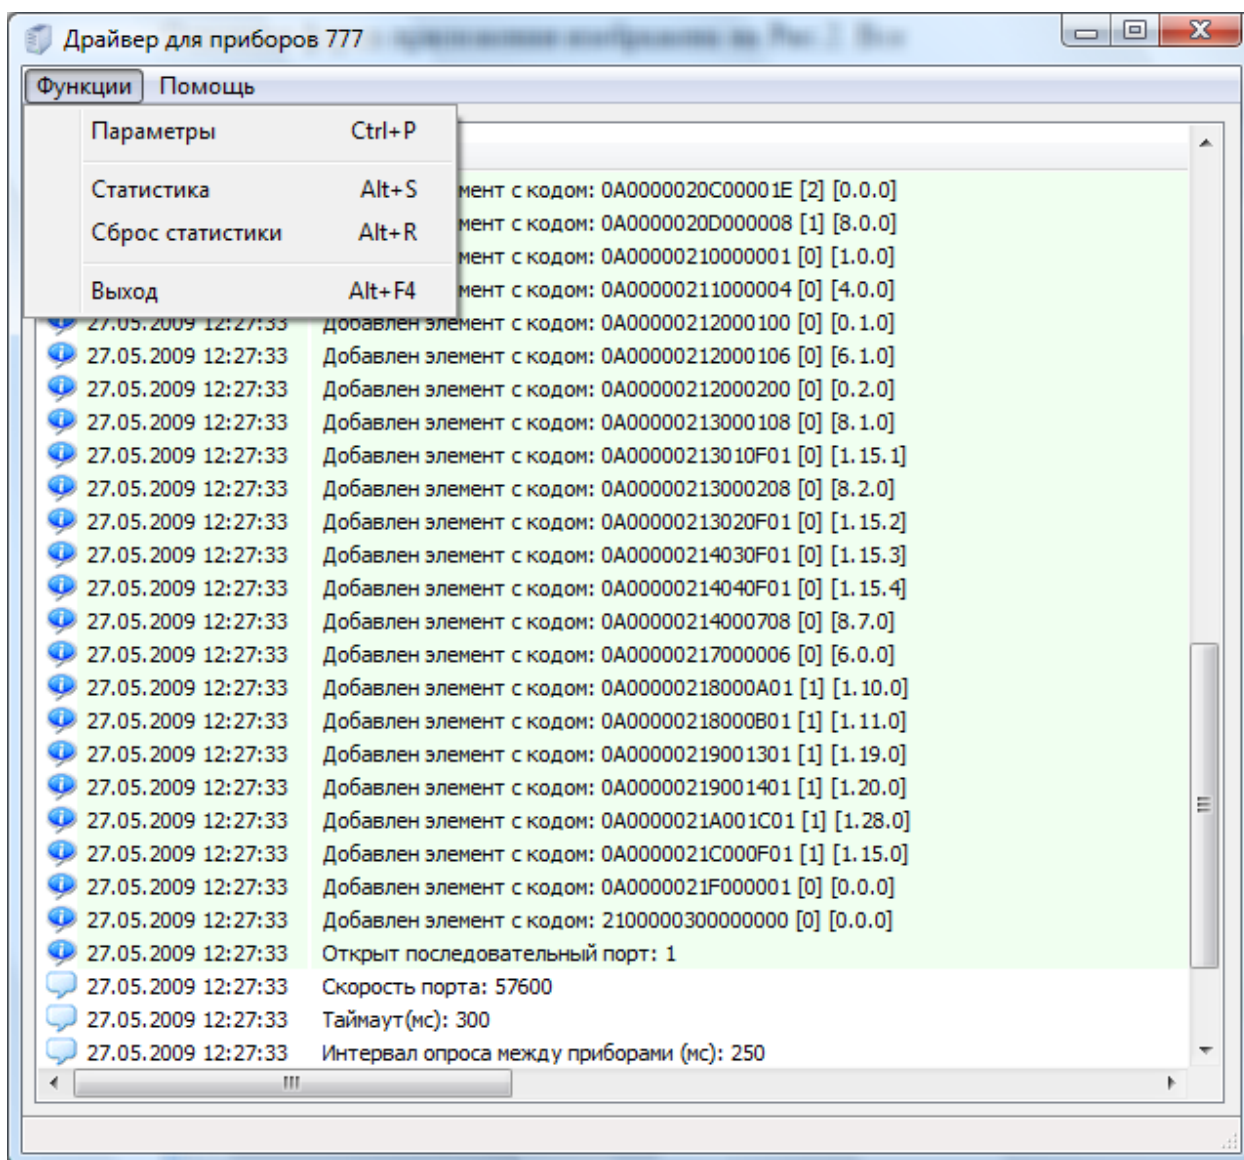 Драйвер для приборов 777
Функции Помощь
Параметры Ctrl+P
Статистика Alt+S
Сброс статистики Alt+R
Выход Alt+F4
мент с кодом: 0A0000020C00001E [2] [0.0.0]
мент с кодом: 0A0000020D000008 [1] [8.0.0]
мент с кодом: 0A00000210000001 [0] [1.0.0]
мент с кодом: 0A00000211000004 [0] [4.0.0]
27.05.2009 12:27:33 Добавлен элемент с кодом: 0A00000212000100 [0] [0.1.0]
27.05.2009 12:27:33 Добавлен элемент с кодом: 0A00000212000106 [0] [6.1.0]
27.05.2009 12:27:33 Добавлен элемент с кодом: 0A00000212000200 [0] [0.2.0]
27.05.2009 12:27:33 Добавлен элемент с кодом: 0A00000213000108 [0] [8.1.0]
27.05.2009 12:27:33 Добавлен элемент с кодом: 0A00000213010F01 [0] [1.15.1]
27.05.2009 12:27:33 Добавлен элемент с кодом: 0A00000213000208 [0] [8.2.0]
27.05.2009 12:27:33 Добавлен элемент с кодом: 0A00000213020F01 [0] [1.15.2]
27.05.2009 12:27:33 Добавлен элемент с кодом: 0A00000214030F01 [0] [1.15.3]
27.05.2009 12:27:33 Добавлен элемент с кодом: 0A00000214040F01 [0] [1.15.4]
27.05.2009 12:27:33 Добавлен элемент с кодом: 0A00000214000708 [0] [8.7.0]
27.05.2009 12:27:33 Добавлен элемент с кодом: 0A00000217000006 [0] [6.0.0]
27.05.2009 12:27:33 Добавлен элемент с кодом: 0A00000218000A01 [1] [1.10.0]
27.05.2009 12:27:33 Добавлен элемент с кодом: 0A00000218000B01 [1] [1.11.0]
27.05.2009 12:27:33 Добавлен элемент с кодом: 0A00000219001301 [1] [1.19.0]
27.05.2009 12:27:33 Добавлен элемент с кодом: 0A00000219001401 [1] [1.20.0]
27.05.2009 12:27:33 Добавлен элемент с кодом: 0A0000021A001C01 [1] [1.28.0]
27.05.2009 12:27:33 Добавлен элемент с кодом: 0A0000021C000F01 [1] [1.15.0]
27.05.2009 12:27:33 Добавлен элемент с кодом: 0A0000021F000001 [0] [0.0.0]
27.05.2009 12:27:33 Добавлен элемент с кодом: 2100000300000000 [0] [0.0.0]
27.05.2009 12:27:33 Открыт последовательный порт: 1
27.05.2009 12:27:33 Скорость порта: 57600
27.05.2009 12:27:33 Таймаут(мс): 300
27.05.2009 12:27:33 Интервал опроса между приборами (мс): 250